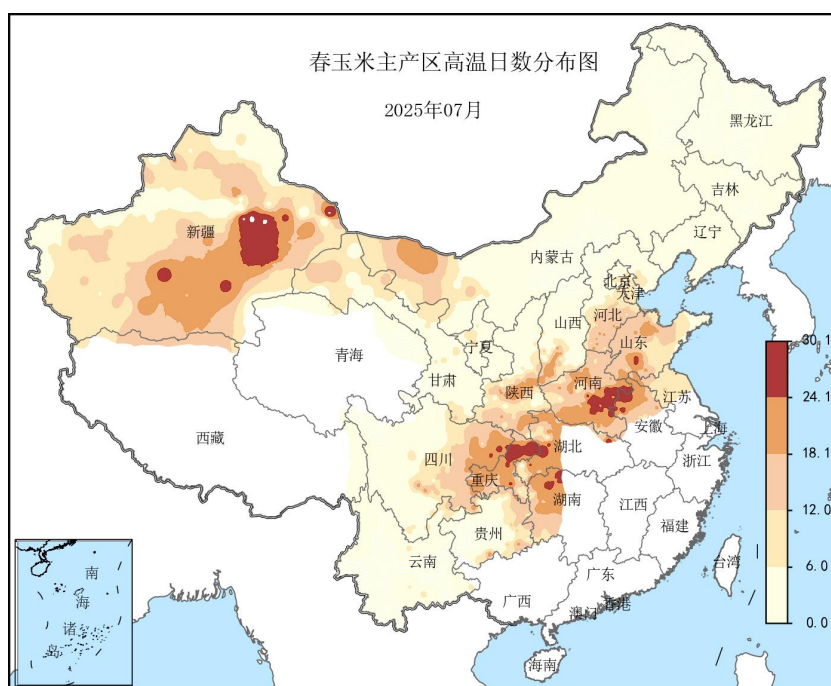 春玉米主产区高温日数分布图
2025年07月
黑龙江
吉林
辽宁
新疆
内蒙古
北京
天津
河北
山西
山东
宁夏
青海
甘肃
陕西
河南
江苏
西藏
四川
湖北
安徽
上海
重庆
浙江
湖南
江西
贵州
福建
云南
台湾
广西
广东
香港
澳门
海南
南
海
诸
岛
30.1
24.1
18.1
12.0
6.0
0.0